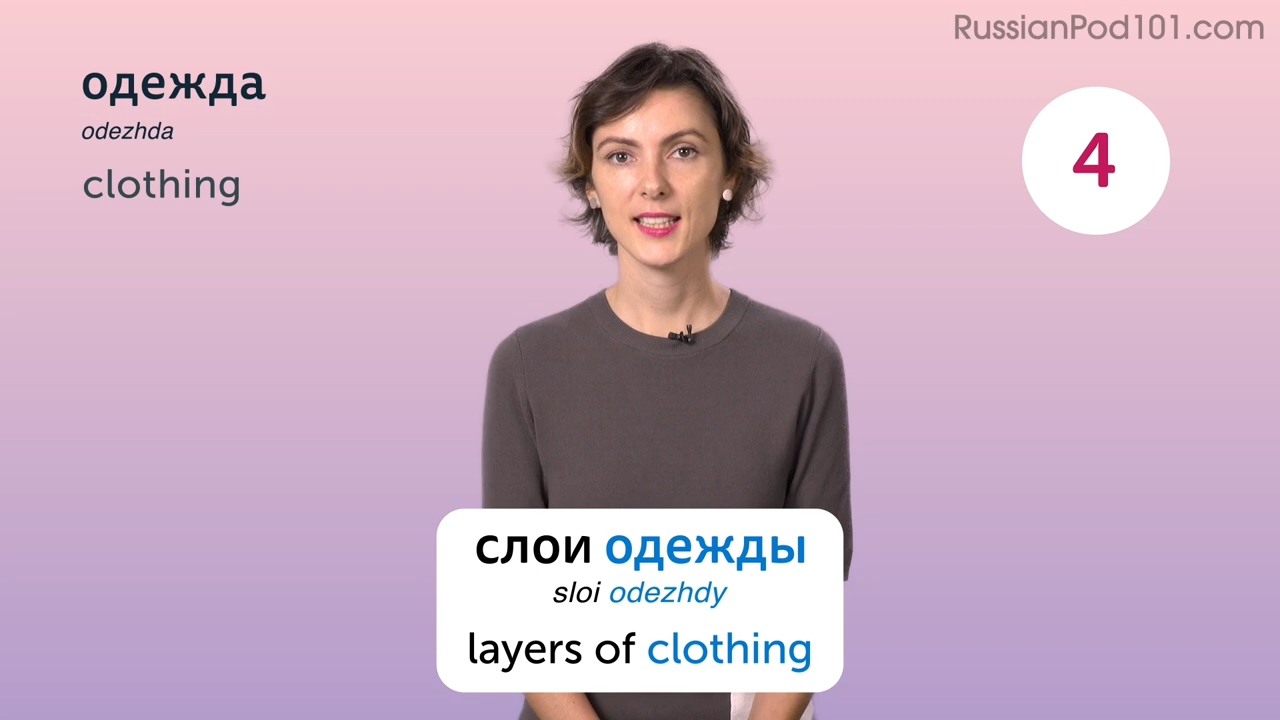 RussianPod101.com
одежда
odezhda
clothing
4
слои одежды
sloi odezhdy
layers of clothing